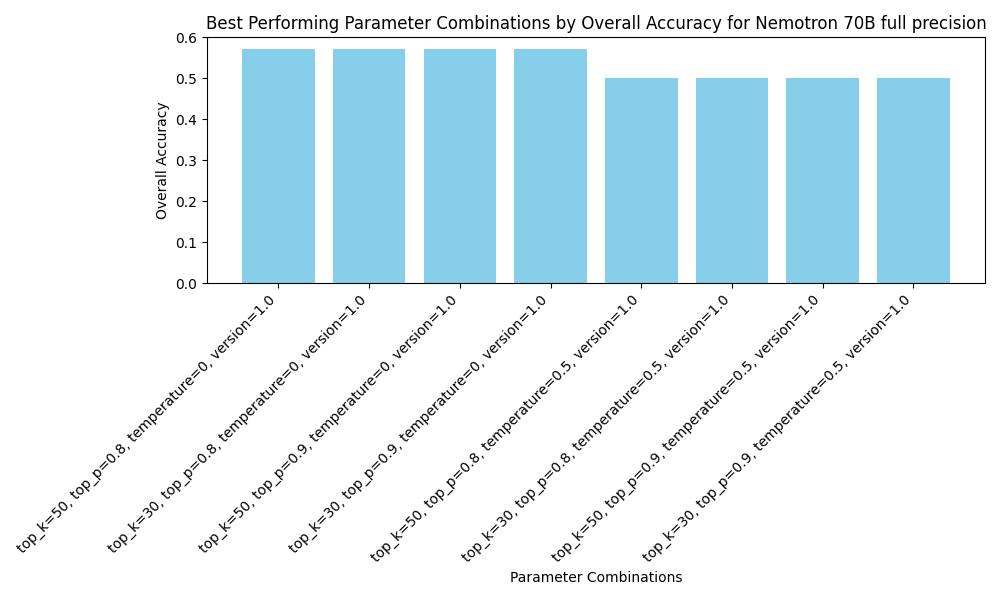 Best Performing Parameter Combinations by Overall Accuracy for Nemotron 70B full precision
Overall Accuracy
0.6
0.5
0.4
0.3
0.2
0.1
0.0
top_k=50, top_p=0.8, temperature=0, version=1.0
top_k=30, top_p=0.8, temperature=0, version=1.0
top_k=50, top_p=0.9, temperature=0, version=1.0
top_k=30, top_p=0.9, temperature=0, version=1.0
top_k=50, top_p=0.8, temperature=0.5, version=1.0
top_k=30, top_p=0.8, temperature=0.5, version=1.0
top_k=50, top_p=0.9, temperature=0.5, version=1.0
top_k=30, top_p=0.9, temperature=0.5, version=1.0
Parameter Combinations